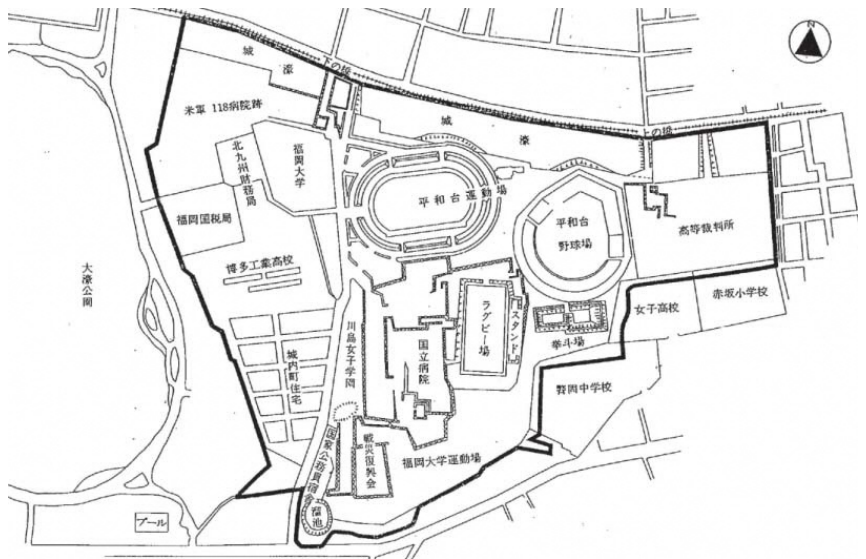 N
下の橋
城
濠
米軍 118病院跡
上の橋
城
濠
北九州財務局
福岡大学
平和台運動場
平和台
野球場
高等裁判所
福岡国税局
大濠公園
博多工業高校
女子高校
赤坂小学校
ラグビー場
スタンド
拳斗場
川島女子学園
国立病院
城内町住宅
警固中学校
国家公務員宿舎
戦災復興会
福岡大学運動場
溜池
プール